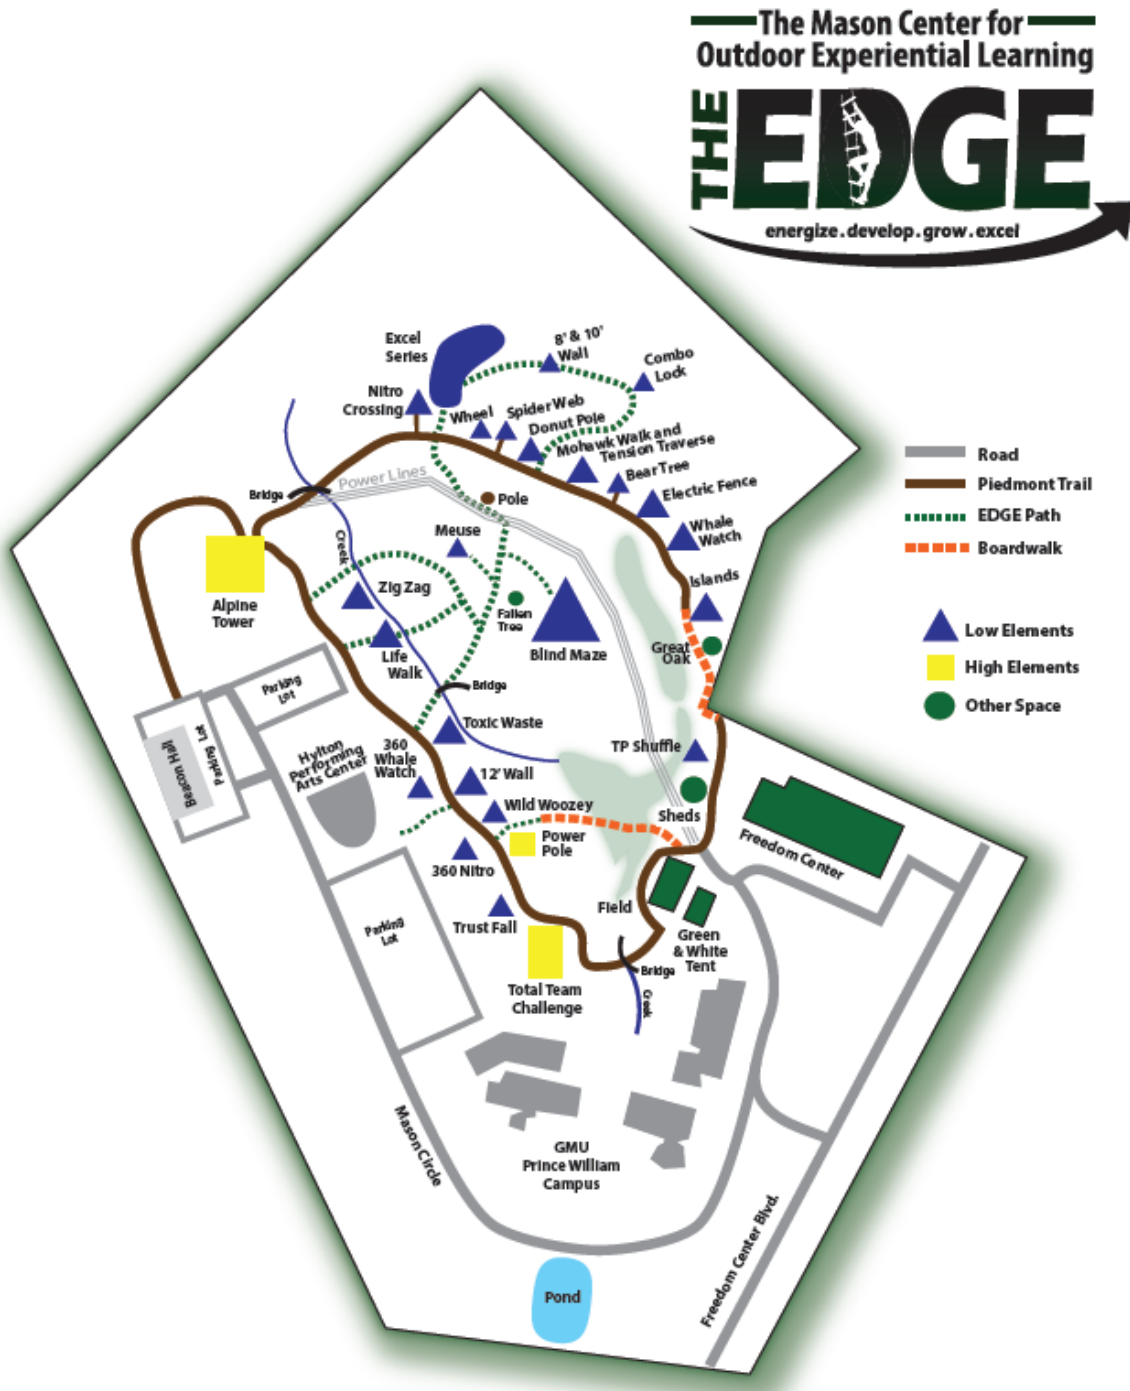 The Mason Center for
Outdoor Experiential Learning
THE EDGE
energize.develop.grow.excel
Excel
Series
8' & 10'
Wall
Combo
Lock
Nitro
Crossing
Wheel
Spider Web
Donut Pole
Mohawk Walk and
Tension Traverse
Bear Tree
Electric Fence
Whale
Watch
Islands
Great
Oak
Power Lines
Bridge
Pole
Creek
Meuse
Zig Zag
Fallen
Tree
Blind Maze
Life
Walk
Bridge
Alpine
Tower
Toxic Waste
TP Shuffle
Sheds
360
Whale
Watch
12' Wall
Wild Woozey
Power
Pole
360 Nitro
Trust Fall
Field
Total Team
Challenge
Green
& White
Tent
Bridge
Creek
Freedom Center
Parking
Lot
Parking Lot
Beacon Hall
Hylton
Performing
Arts Center
Parking
Lot
Mason Circle
GMU
Prince William
Campus
Freedom Center Blvd.
Pond
Road
Piedmont Trail
EDGE Path
Boardwalk
Low Elements
High Elements
Other Space